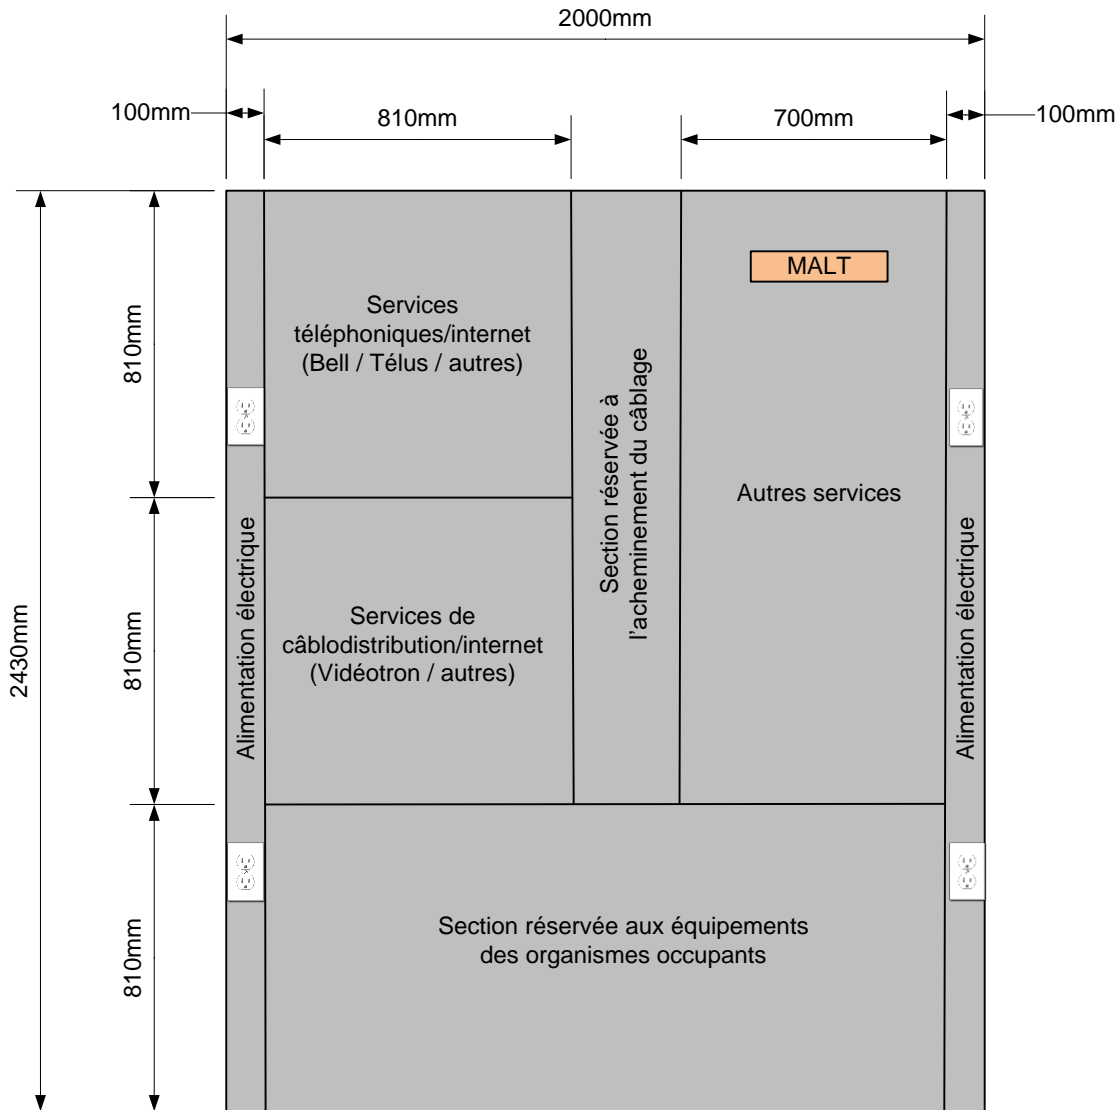 2000mm
100mm
810mm
700mm
100mm
2430mm
810mm
810mm
810mm
MALT
Services
téléphoniques/internet
(Bell / Télus / autres)
Section réservée à
l'acheminement du câblage
Autres services
Alimentation électrique
Services de
câblodistribution/internet
(Vidéotron / autres)
Alimentation électrique
Section réservée aux équipements
des organismes occupants